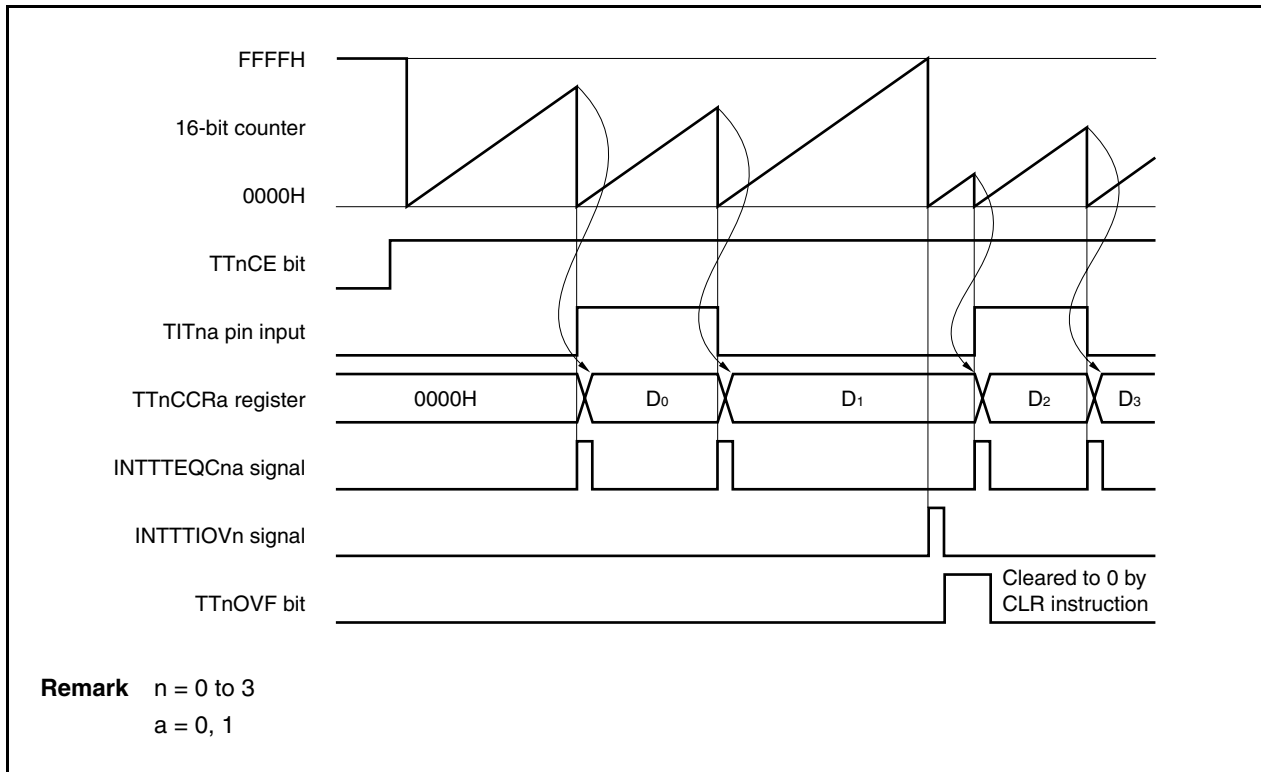 FFFFH
16-bit counter
0000H
TTnCE bit
TITna pin input
TTnCCRa register
0000H
D0
D1
D2
D3
INTTTEQCna signal
INTTTIOVn signal
TTnOVF bit
Cleared to 0 by
CLR instruction
Remark n = 0 to 3
a = 0, 1